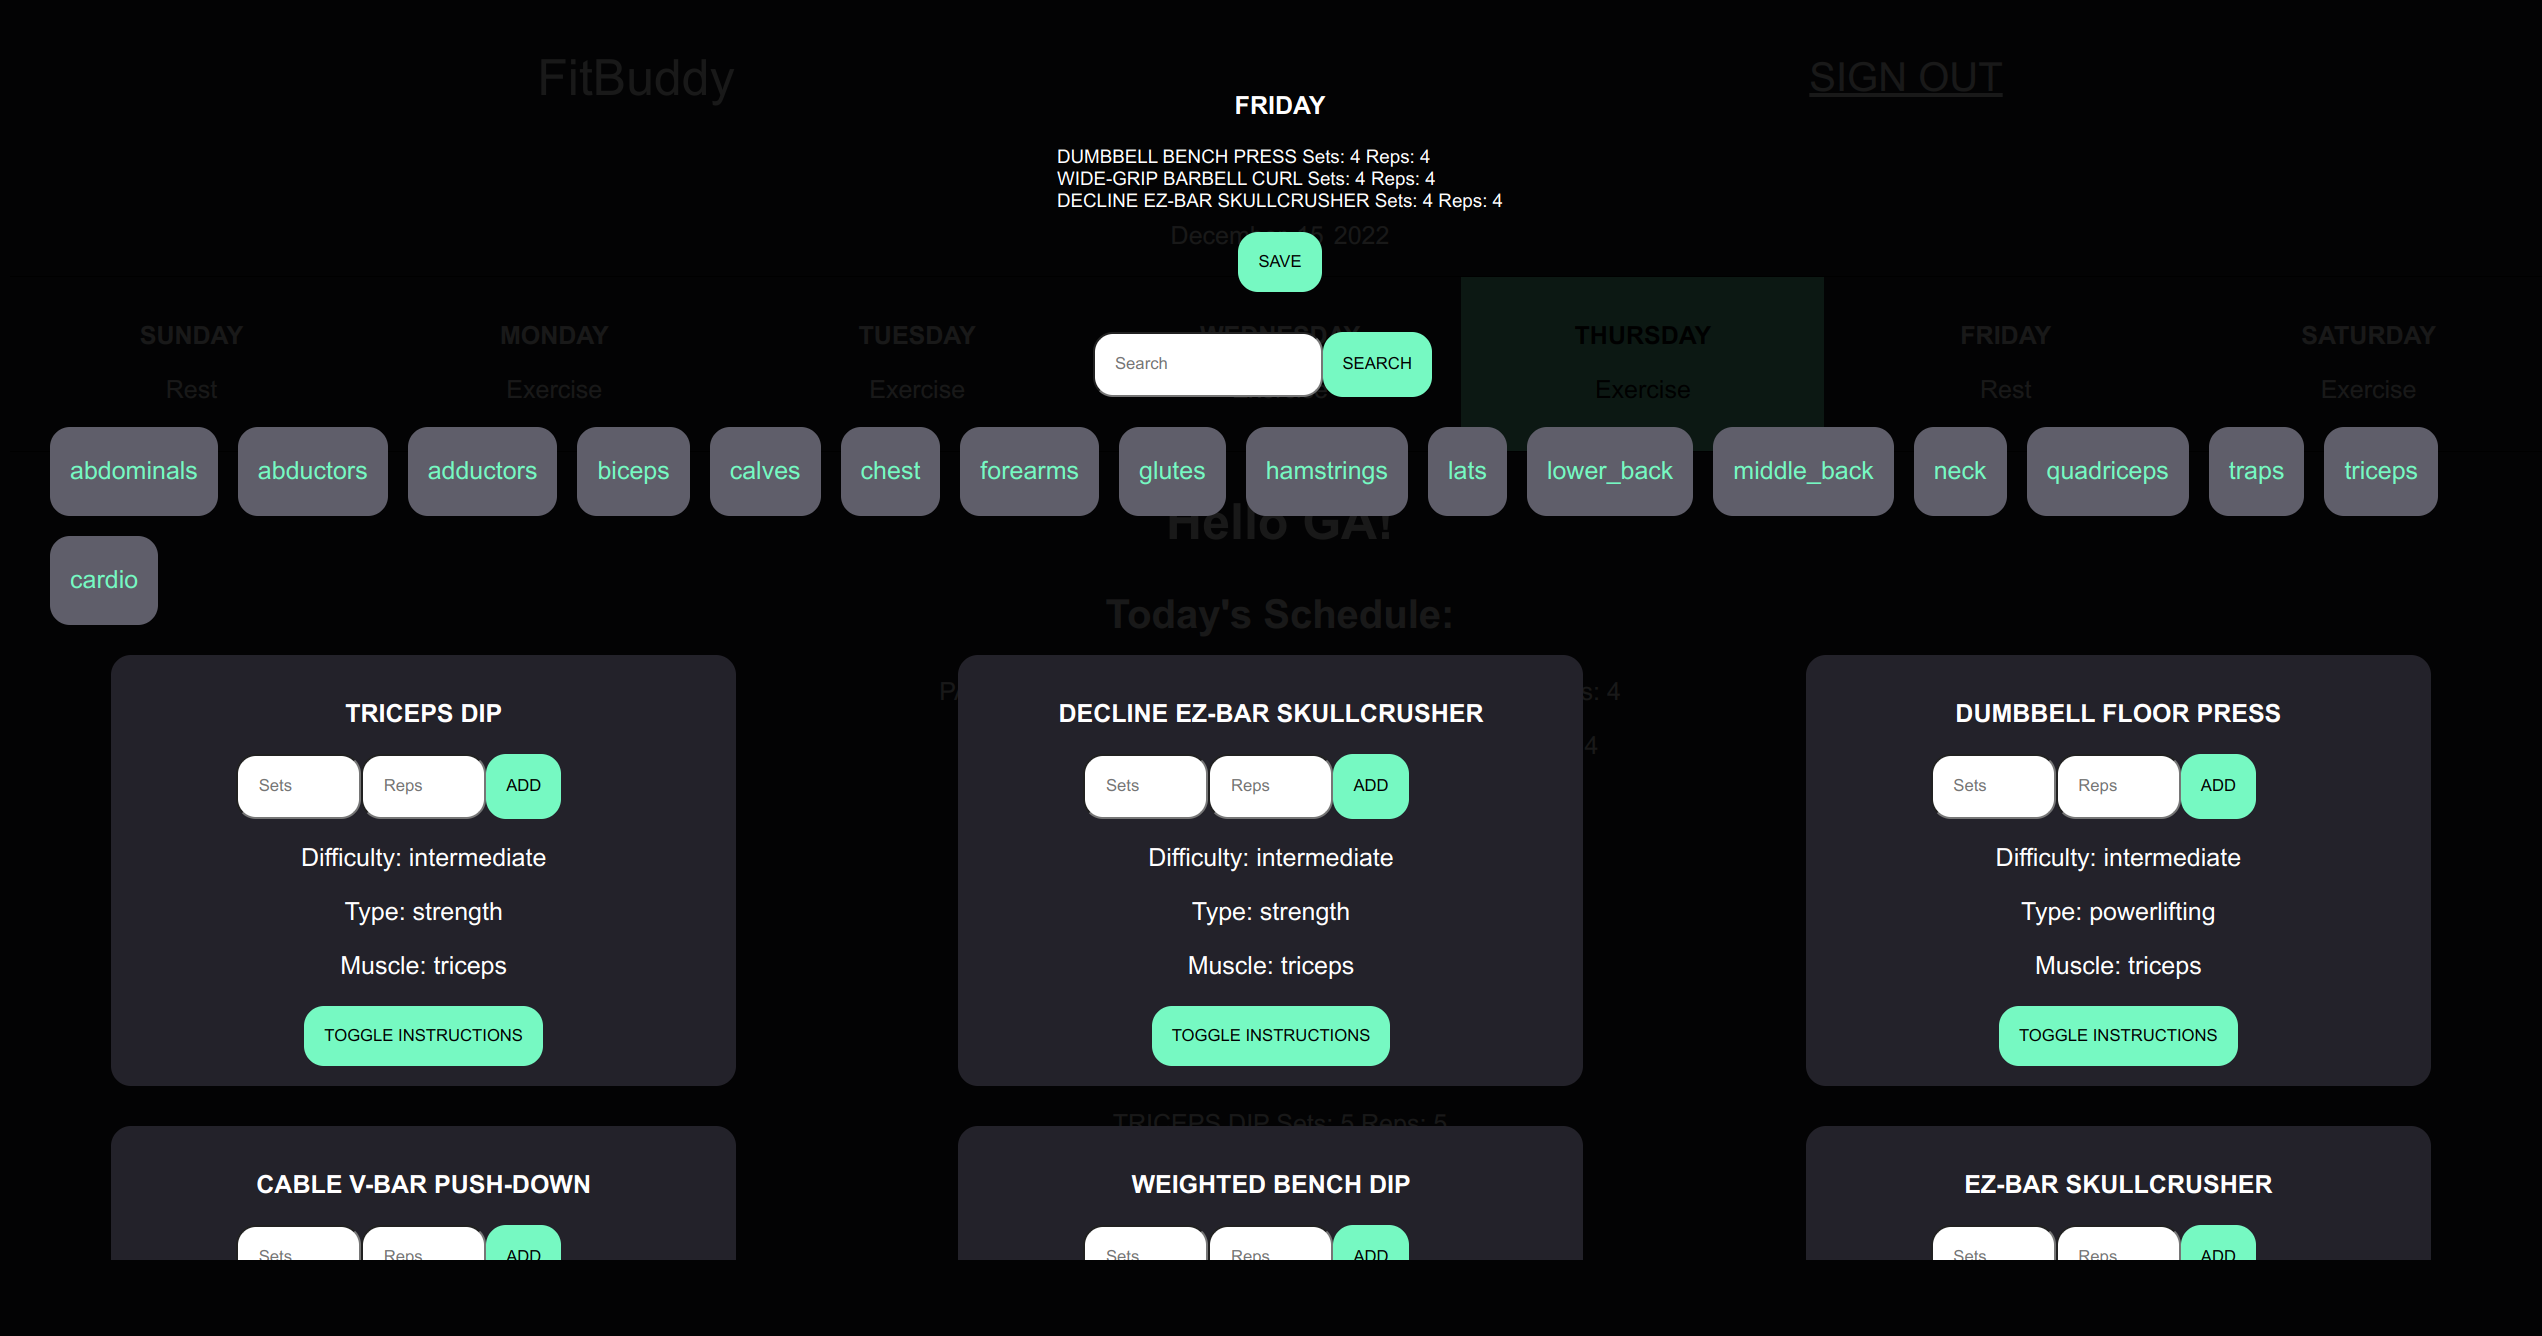 FitBuddy
SIGN OUT
FRIDAY
DUMBBELL BENCH PRESS Sets: 4 Reps: 4
WIDE-GRIP BARBELL CURL Sets: 4 Reps: 4
DECLINE EZ-BAR SKULLCRUSHER Sets: 4 Reps: 4
2022
SAVE
SUNDAY MONDAY TUESDAY WEDNESDAY THURSDAY FRIDAY SATURDAY
Search SEARCH
Rest Exercise Exercise Exercise Rest Exercise
abdominals abductors adductors biceps calves chest forearms glutes hamstrings lats lower_back middle_back neck quadriceps traps triceps
Hello GA!
cardio
Today's Schedule:
s: 4
4
TRICEPS DIP DECLINE EZ-BAR SKULLCRUSHER DUMBBELL FLOOR PRESS
Sets Reps ADD Sets Reps ADD Sets Reps ADD
Difficulty: intermediate Difficulty: intermediate Difficulty: intermediate
Type: strength Type: strength Type: powerlifting
Muscle: triceps Muscle: triceps Muscle: triceps
TOGGLE INSTRUCTIONS TOGGLE INSTRUCTIONS TOGGLE INSTRUCTIONS
TRICEPS DIP Sets: 5 Reps: 5
CABLE V-BAR PUSH-DOWN WEIGHTED BENCH DIP EZ-BAR SKULLCRUSHER
Sets Reps ADD Sets Reps ADD Sets Reps ADD